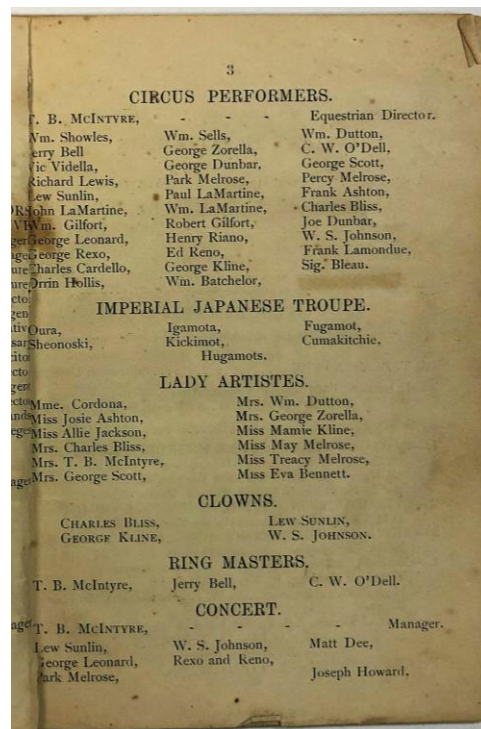 3
CIRCUS PERFORMERS.
T. B. MCINTYRE, - - - Equestrian Director.
Wm. Showles, Wm. Sells, Wm. Dutton,
Jerry Bell George Zorella, C. W. O'Dell,
Vic Vidella, George Dunbar, George Scott,
Richard Lewis, Park Melrose, Percy Melrose,
Lew Sunlin, Paul LaMartine, Frank Ashton,
John LaMartine, Wm. LaMartine, Charles Bliss,
Wm. Gilfort, Robert Gilfort, Joe Dunbar,
George Leonard, Henry Riano, W. S. Johnson,
George Rexo, Ed Reno, Frank Lamondue,
Charles Cardello, George Kline, Sig. Bleau.
Orrin Hollis, Wm. Batchelor,
IMPERIAL JAPANESE TROUPE.
Oura, Igamota, Fugamot,
Sheonoski, Kickimot, Cumakitchie,
Hugamots.
LADY ARTISTES.
Mme. Cordona, Mrs. Wm. Dutton,
Miss Josie Ashton, Mrs. George Zorella,
Miss Allie Jackson, Miss Mamie Kline,
Mrs. Charles Bliss, Miss May Melrose,
Mrs. T. B. McIntyre, Miss Treacy Melrose,
Mrs. George Scott, Miss Eva Bennett.
CLOWNS.
CHARLES BLISS, LEW SUNLIN,
GEORGE KLINE, W. S. JOHNSON.
RING MASTERS.
T. B. McIntyre, Jerry Bell, C. W. O'Dell.
CONCERT.
T. B. MCINTYRE, - - - - Manager.
Lew Sunlin, W. S. Johnson, Matt Dee,
George Leonard, Rexo and Reno,
Park Melrose, Joseph Howard,